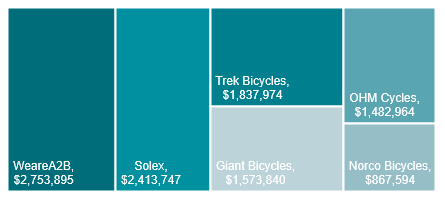 WeareA2B,
$2,753,895
Solex,
$2,413,747
Trek Bicycles,
$1,837,974
Giant Bicycles,
$1,573,840
OHM Cycles,
$1,482,964
Norco Bicycles,
$867,594